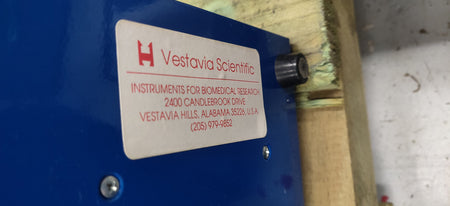 Vestavia Scientific
INSTRUMENTS FOR BIOMEDICAL RESEARCH
2400 CANDLEBROOK DRIVE
VESTAVIA HILLS, ALABAMA 35226, U.S.A.
(205) 979-9852